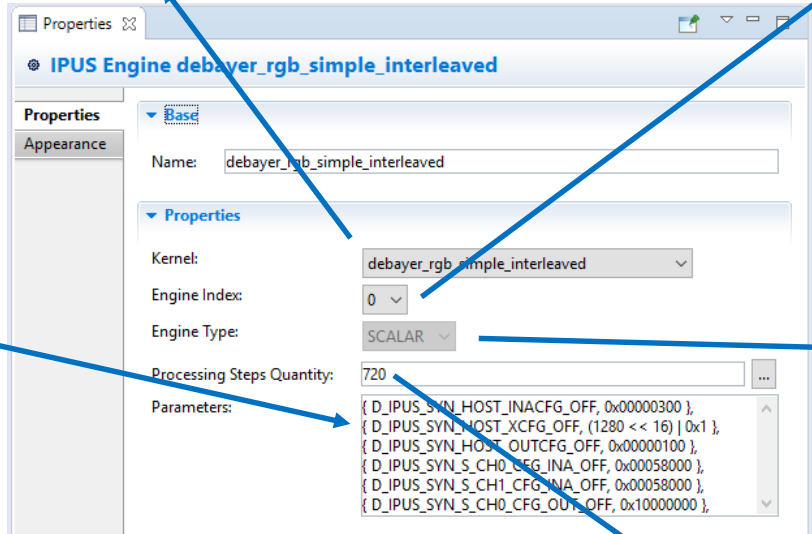 Properties
IPUS Engine debayer_rgb_simple_interleaved
Properties
Appearance
Base
Name: debayer_rgb_simple_interleaved
Properties
Kernel: debayer_rgb_simple_interleaved
Engine Index: 0
Engine Type: SCALAR
Processing Steps Quantity: 720 ...
Parameters: { D_IPUS_SYN_HOST_INACFG_OFF, 0x00000300 },
{ D_IPUS_SYN_HOST_XCFG_OFF, (1280 << 16) | 0x1 },
{ D_IPUS_SYN_HOST_OUTCFG_OFF, 0x00000100 },
{ D_IPUS_SYN_S_CH0_CFG_INA_OFF, 0x00058000 },
{ D_IPUS_SYN_S_CH1_CFG_INA_OFF, 0x00058000 },
{ D_IPUS_SYN_S_CH0_CFG_OUT_OFF, 0x10000000 },